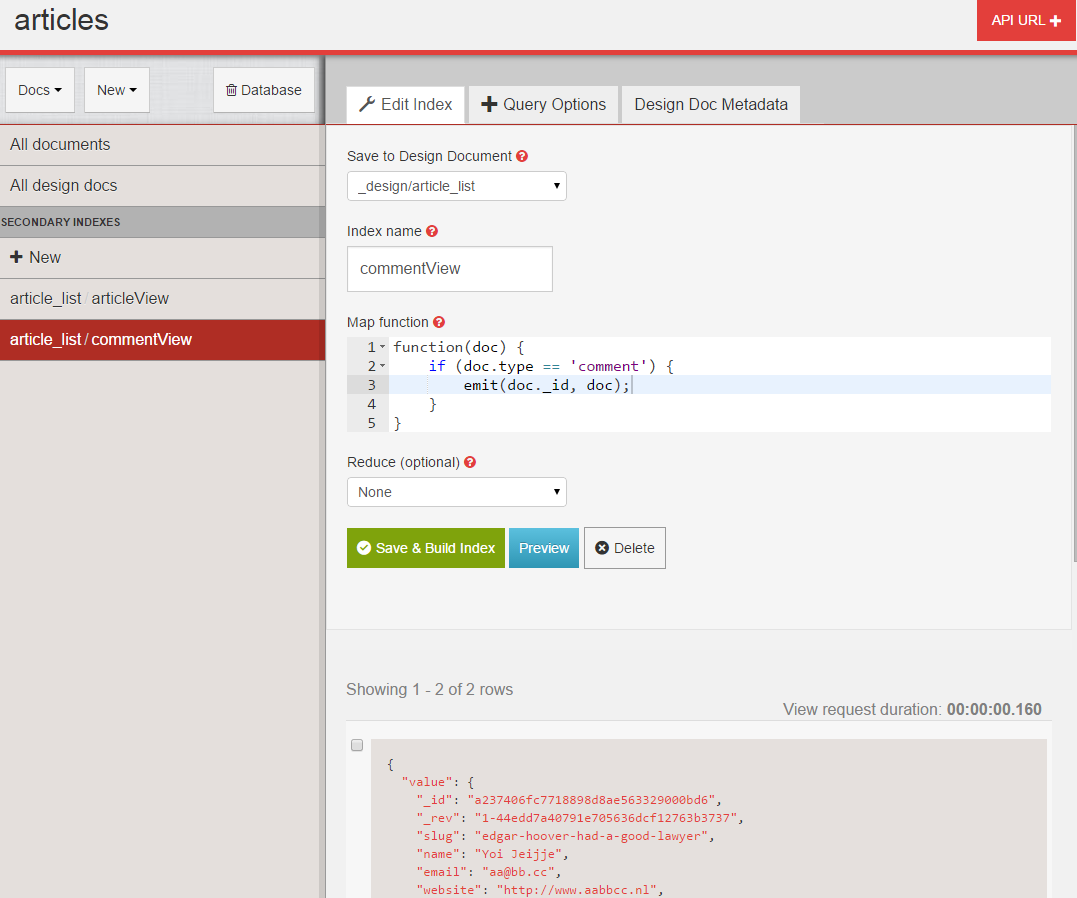 articles
API URL
Docs
New
Database
Edit Index
Query Options
Design Doc Metadata
All documents
All design docs
SECONDARY INDEXES
New
article_list / articleView
article_list / commentView
Save to Design Document
_design/article_list
Index name
commentView
Map function
1 function(doc) {
2 if (doc.type == 'comment') {
3 emit(doc._id, doc);
4 }
5 }
Reduce (optional)
None
Save & Build Index
Preview
Delete
Showing 1 - 2 of 2 rows
View request duration: 00:00:00.160
{
"value": {
"_id": "a237406fc7718898d8ae563329000bd6",
"_rev": "1-44edd7a40791e705636dcf12763b3737",
"slug": "edgar-hoover-had-a-good-lawyer",
"name": "Yoi Jeijje",
"email": "aa@bb.cc",
"website": "http://www.aabbcc.nl",